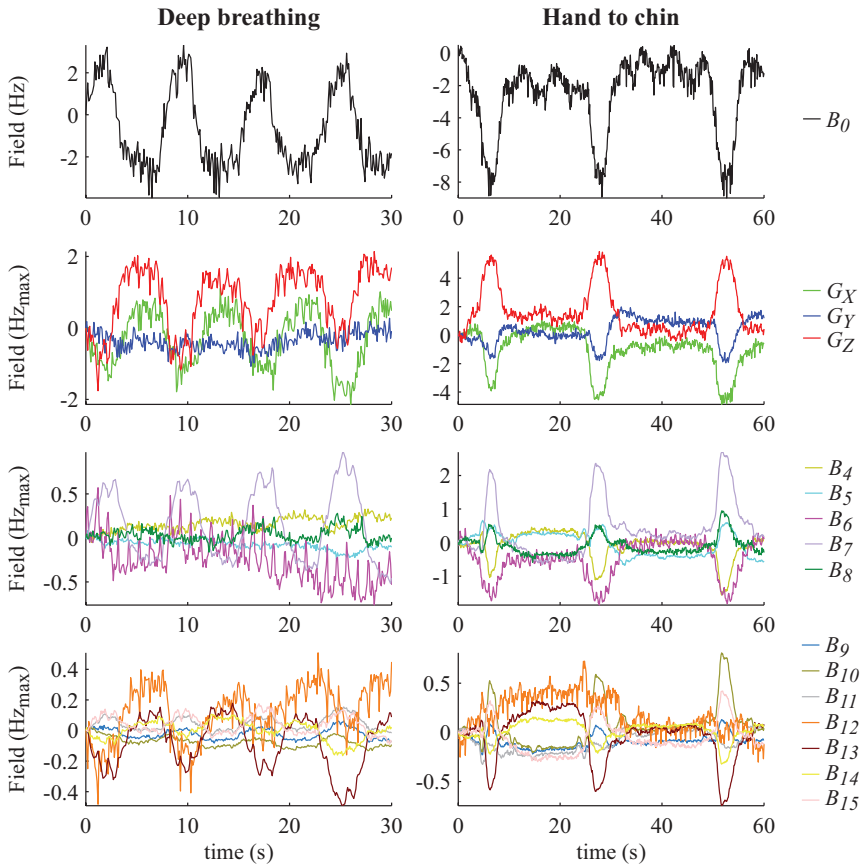 Deep breathing
Hand to chin
Field (Hz)
2
0
-2
0
10
20
30
0
-2
-4
-6
-8
0
20
40
60
B0
Field (Hzmax)
2
0
-2
0
10
20
30
4
2
0
-2
-4
0
20
40
60
GX
GY
GZ
Field (Hzmax)
0.5
0
-0.5
0
10
20
30
2
1
0
-1
0
20
40
60
B4
B5
B6
B7
B8
Field (Hzmax)
0.4
0.2
0
-0.2
-0.4
0
10
20
30
time (s)
0.5
0
-0.5
0
20
40
60
time (s)
B9
B10
B11
B12
B13
B14
B15